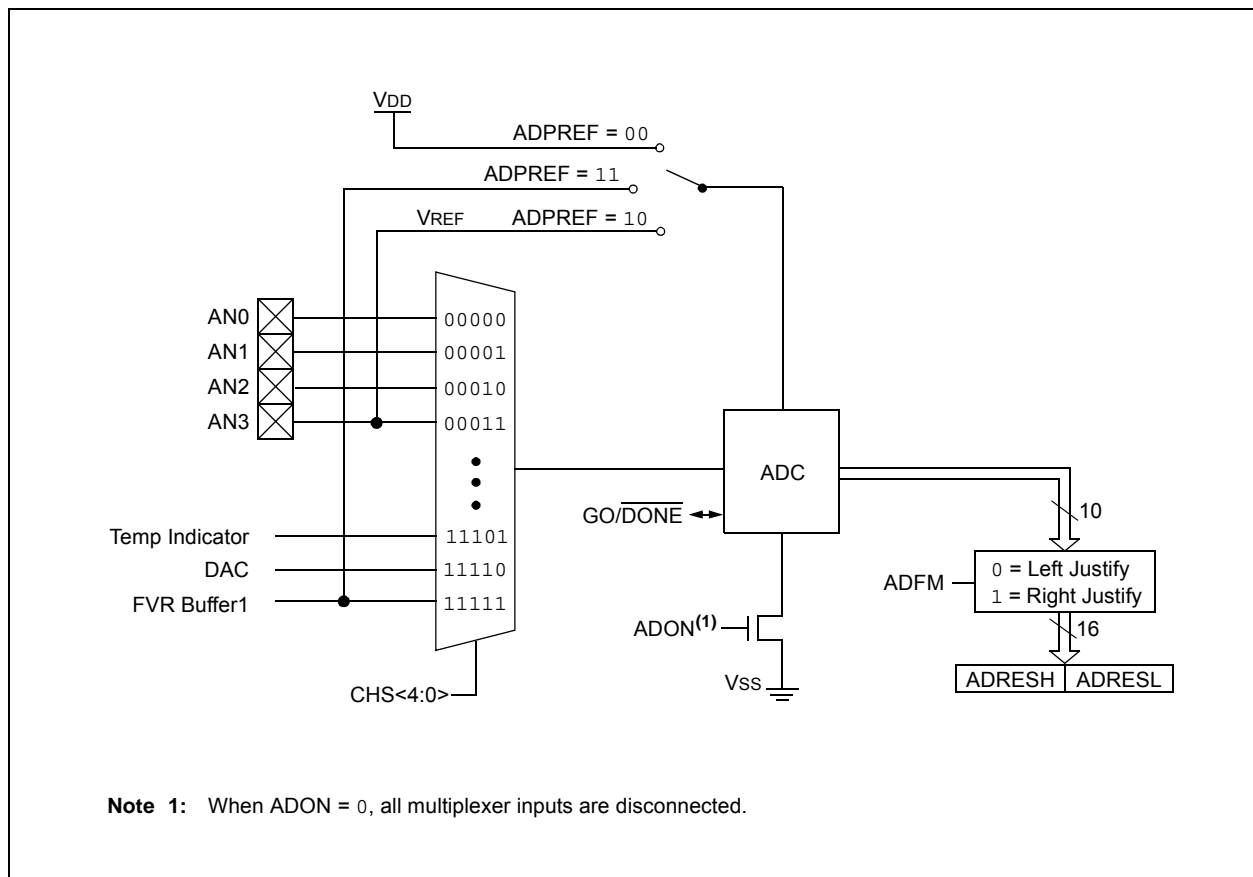 VDD
ADPREF = 00
ADPREF = 11
VREF ADPREF = 10
AN0
00000
AN1
00001
AN2
00010
AN3
00011
ADC
GO/DONE
10
Temp Indicator
11101
DAC
11110
FVR Buffer1
11111
ADFM
0 = Left Justify
1 = Right Justify
ADON(1)
16
CHS<4:0>
VSS
ADRESH ADRESL
Note 1: When ADON = 0, all multiplexer inputs are disconnected.